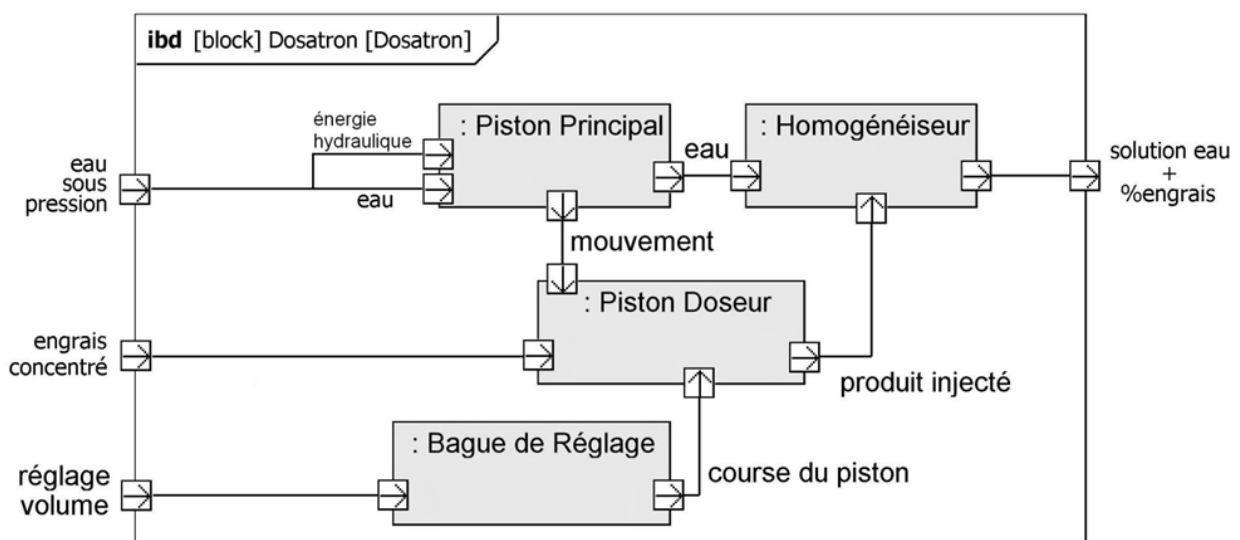 ibd [block] Dosatron [Dosatron]
énergie
hydraulique
: Piston Principal
: Homogénéiseur
eau
eau
sous
pression
eau
solution eau
+
%engrais
mouvement
: Piston Doseur
engrais
concentré
produit injecté
: Bague de Réglage
réglage
volume
course du piston